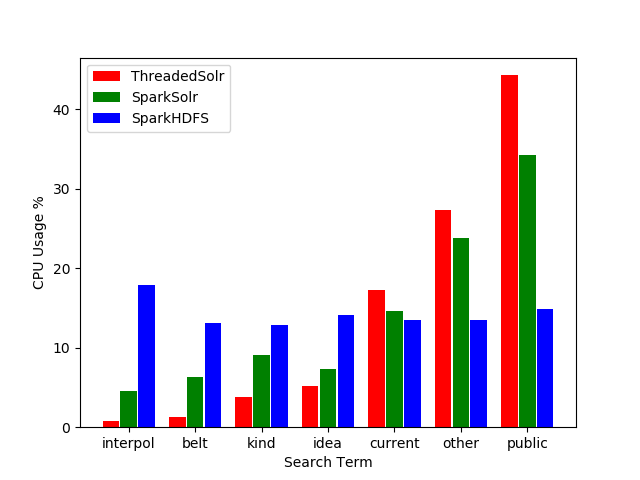 ThreadedSolr
SparkSolr
SparkHDFS
CPU Usage %
40
30
20
10
0
interpol belt kind idea current other public
Search Term